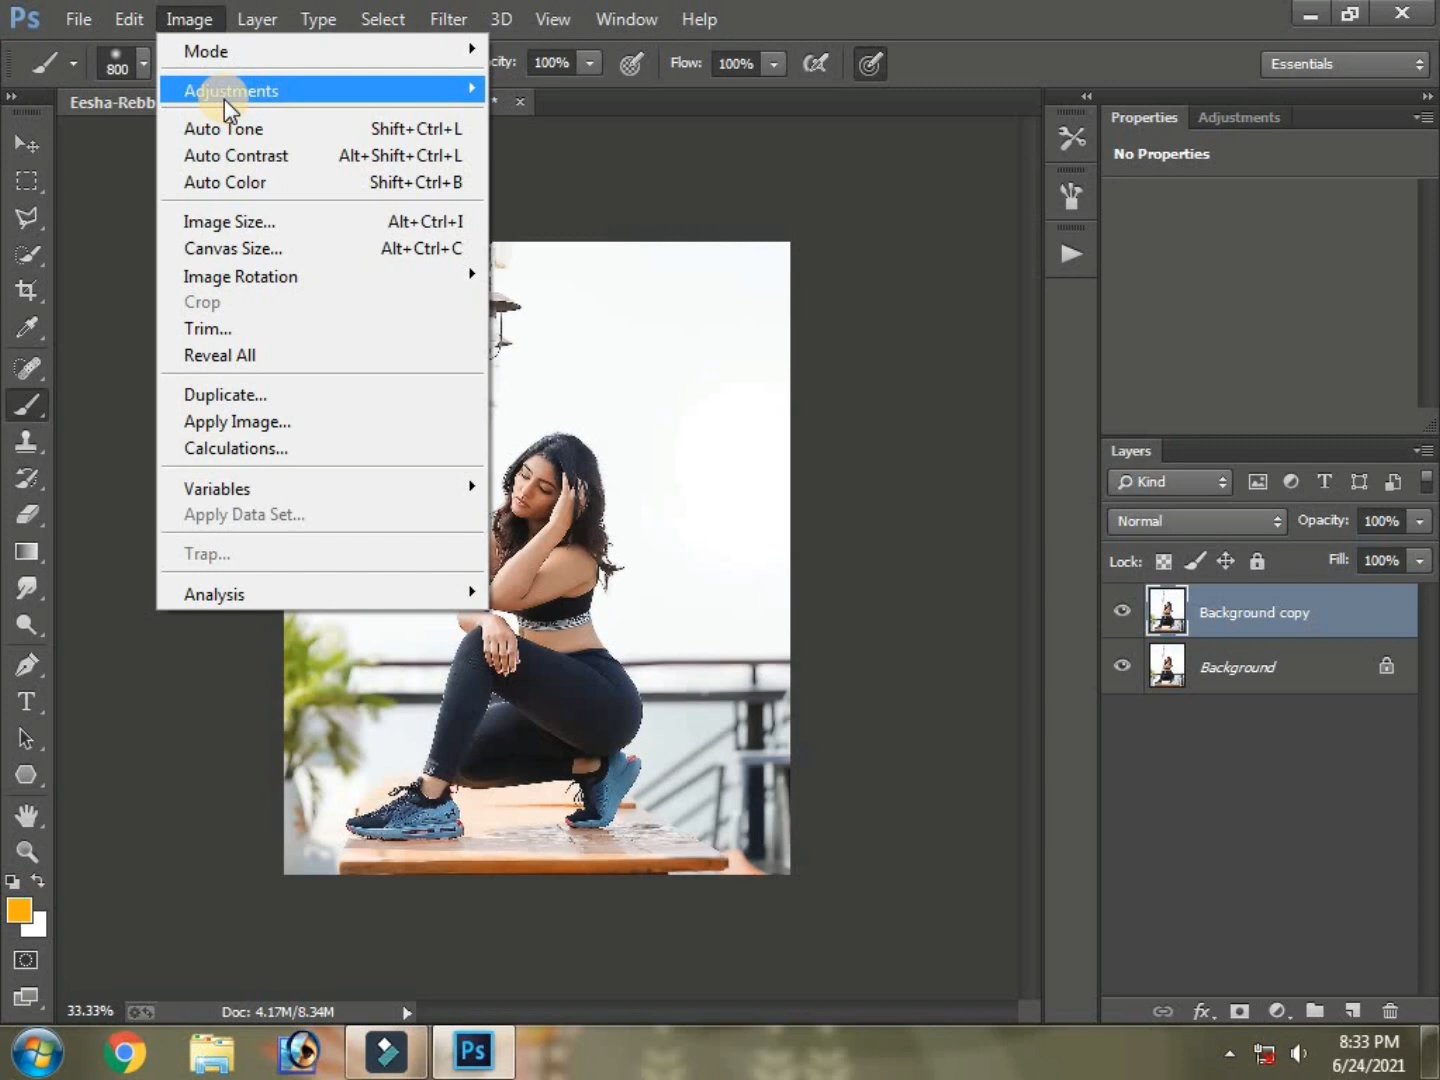 Ps File Edit Image Layer Type Select Filter 3D View Window Help
800 city: 100% Flow: 100% Essentials
Eesha-Rebb * ×
Mode
Adjustments
Auto Tone Shift+Ctrl+L
Auto Contrast Alt+Shift+Ctrl+L
Auto Color Shift+Ctrl+B
Image Size... Alt+Ctrl+I
Canvas Size... Alt+Ctrl+C
Image Rotation
Crop
Trim...
Reveal All
Duplicate...
Apply Image...
Calculations...
Variables
Apply Data Set...
Trap...
Analysis
Properties Adjustments
No Properties
Layers
Kind
Normal Opacity: 100%
Lock: Fill: 100%
Background copy
Background
33.33% Doc: 4.17M/8.34M
Ps
8:33 PM
6/24/2021